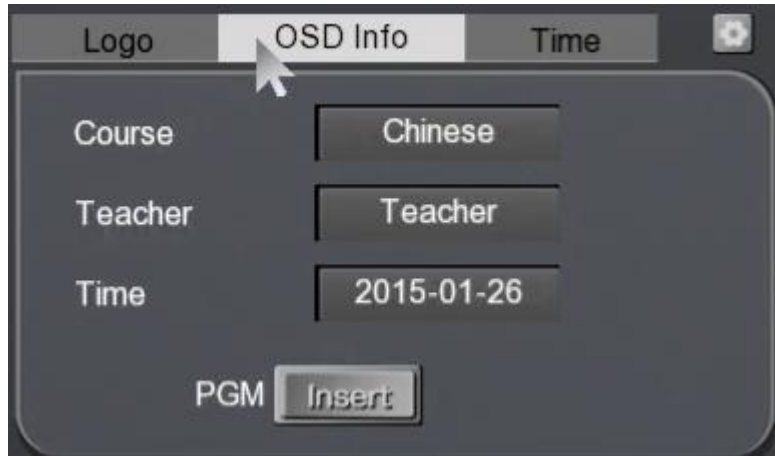 Logo OSD Info Time
Course Chinese
Teacher Teacher
Time 2015-01-26
PGM Insert